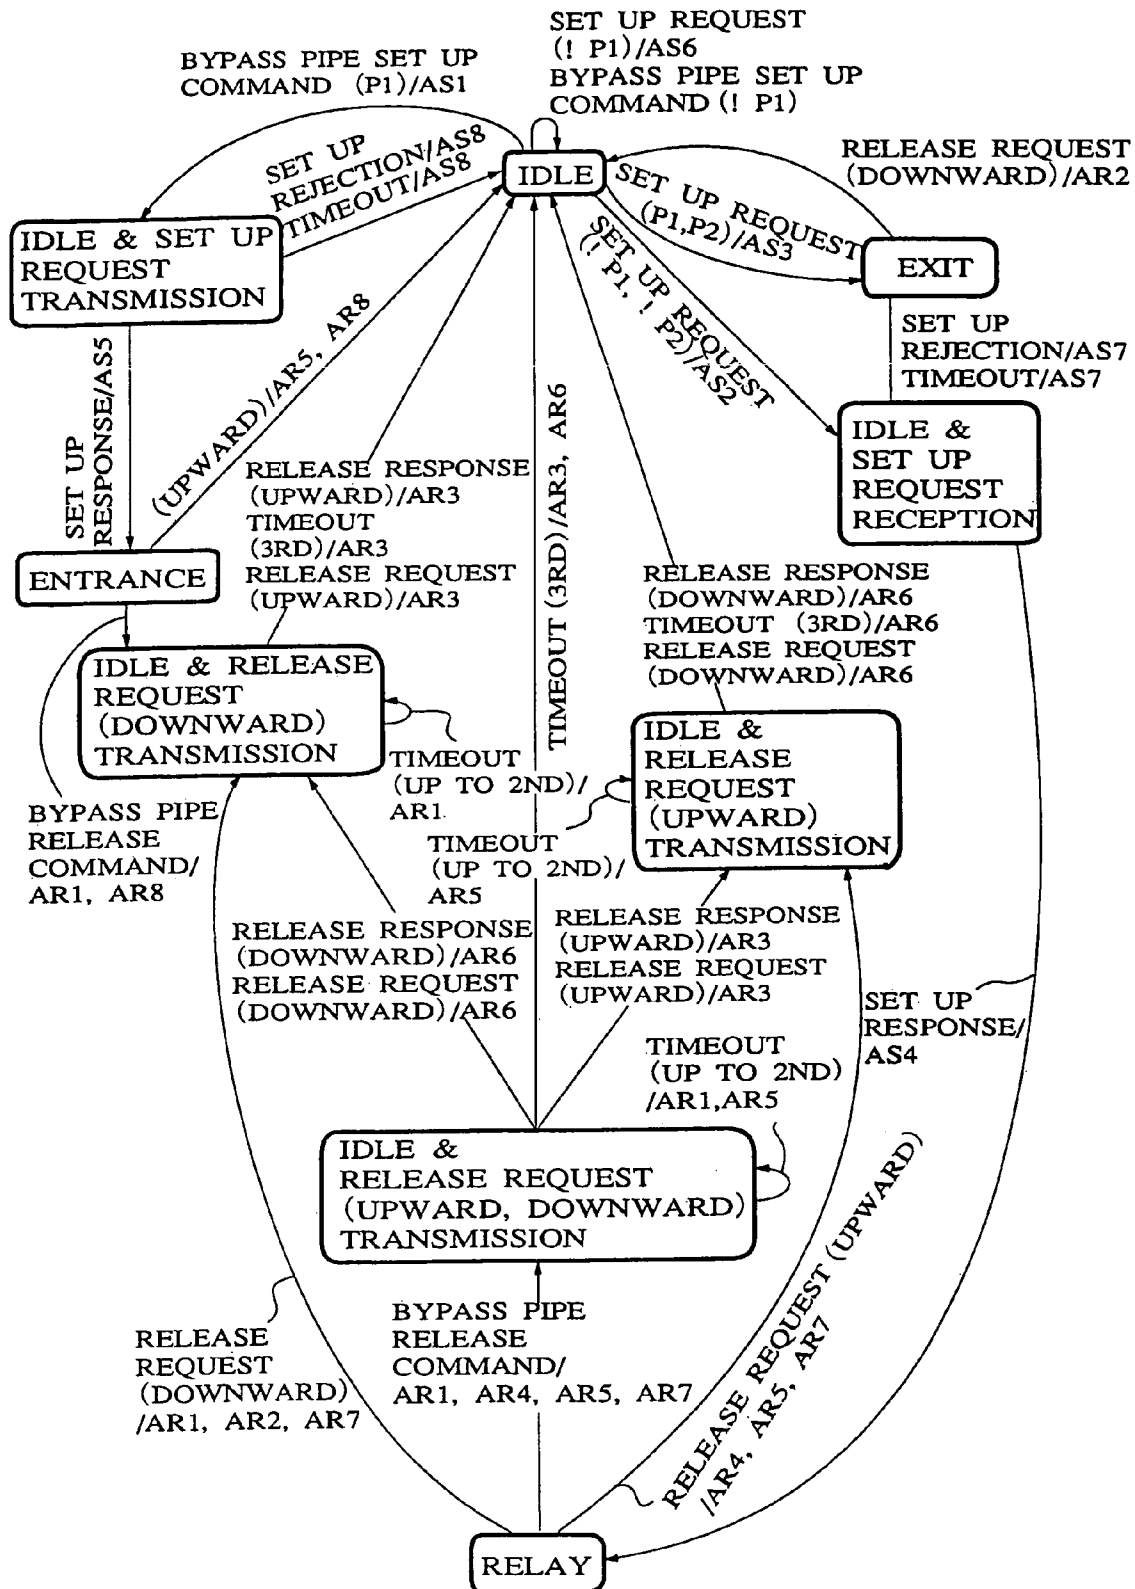 SET UP REQUEST
(! P1)/AS6
BYPASS PIPE SET UP
COMMAND (! P1)
BYPASS PIPE SET UP
COMMAND (P1)/AS1
SET UP
REJECTION/AS8
TIMEOUT/AS8
IDLE
RELEASE REQUEST
(DOWNWARD)/AR2
SET UP REQUEST
(P1,P2)/AS3
EXIT
IDLE & SET UP
REQUEST
TRANSMISSION
SET UP REQUEST
(! P1, ! P2)/AS2
SET UP
REJECTION/AS7
TIMEOUT/AS7
SET UP
RESPONSE/AS5
(UPWARD)/AR5, AR8
IDLE &
SET UP
REQUEST
RECEPTION
RELEASE RESPONSE
(UPWARD)/AR3
TIMEOUT
(3RD)/AR3
RELEASE REQUEST
(UPWARD)/AR3
TIMEOUT (3RD)/AR3, AR6
ENTRANCE
RELEASE RESPONSE
(DOWNWARD)/AR6
TIMEOUT (3RD)/AR6
RELEASE REQUEST
(DOWNWARD)/AR6
IDLE & RELEASE
REQUEST
(DOWNWARD)
TRANSMISSION
IDLE &
RELEASE
REQUEST
(UPWARD)
TRANSMISSION
TIMEOUT
(UP TO 2ND)/
AR1
BYPASS PIPE
RELEASE
COMMAND/
AR1, AR8
TIMEOUT
(UP TO 2ND)/
AR5
RELEASE RESPONSE
(DOWNWARD)/AR6
RELEASE REQUEST
(DOWNWARD)/AR6
RELEASE RESPONSE
(UPWARD)/AR3
RELEASE REQUEST
(UPWARD)/AR3
SET UP
RESPONSE/
AS4
TIMEOUT
(UP TO 2ND)
/AR1,AR5
IDLE &
RELEASE REQUEST
(UPWARD, DOWNWARD)
TRANSMISSION
RELEASE
REQUEST
(DOWNWARD)
/AR1, AR2, AR7
BYPASS PIPE
RELEASE
COMMAND/
AR1, AR4, AR5, AR7
RELEASE REQUEST (UPWARD)
/AR4, AR5, AR7
RELAY